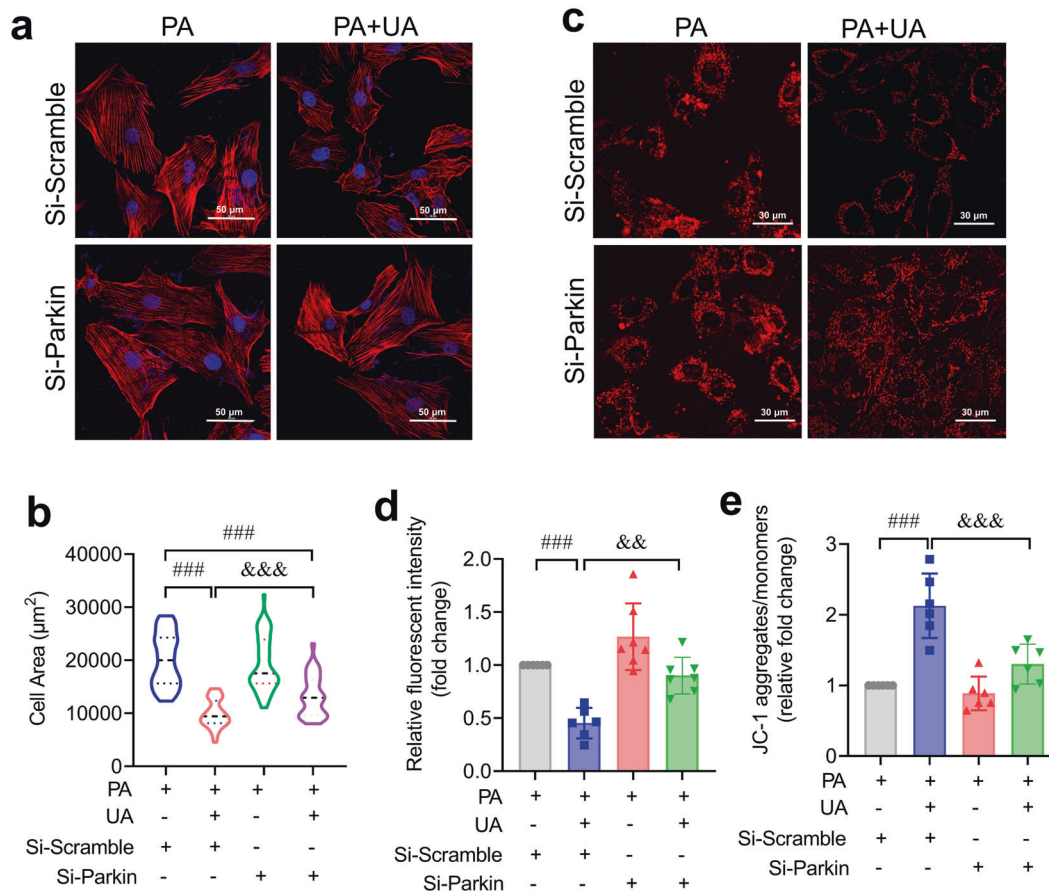 a
PA PA+UA
Si-Scramble
50 µm 50 µm
Si-Parkin
50 µm 50 µm
c
PA PA+UA
Si-Scramble
30 µm 30 µm
Si-Parkin
30 µm 30 µm
b
###
### &&&
Cell Area (µm²)
40000
30000
20000
10000
0
PA + + + +
UA - + - +
Si-Scramble + + - -
Si-Parkin - - + +
d
### &&
Relative fluorescent intensity
(fold change)
2.0
1.5
1.0
0.5
0.0
PA + + + +
UA - + - +
Si-Scramble + + - -
Si-Parkin - - + +
e
### &&&
JC-1 aggregates/monomers
(relative fold change)
3
2
1
0
PA + + + +
UA - + - +
Si-Scramble + + - -
Si-Parkin - - + +